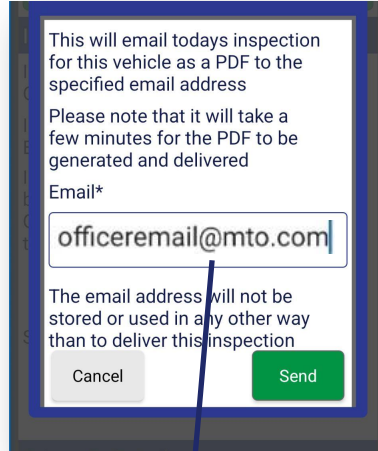 This will email todays inspection
for this vehicle as a PDF to the
specified email address
Please note that it will take a
few minutes for the PDF to be
generated and delivered
Email*
officeremail@mto.com
The email address will not be
stored or used in any other way
than to deliver this inspection
Cancel
Send